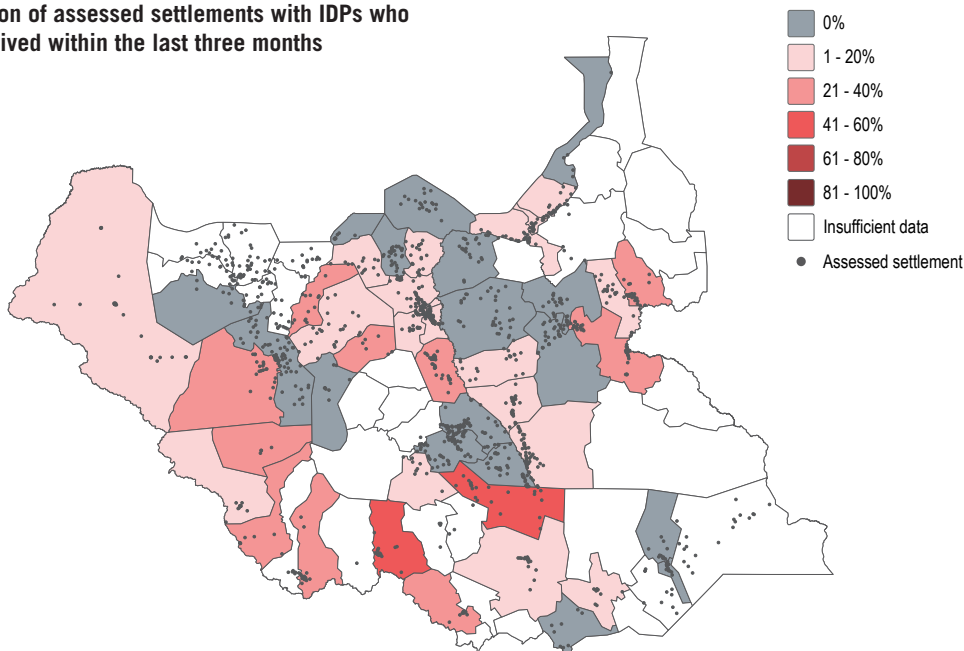 on of assessed settlements with IDPs who
ived within the last three months
0%
1 - 20%
21 - 40%
41 - 60%
61 - 80%
81 - 100%
Insufficient data
Assessed settlement